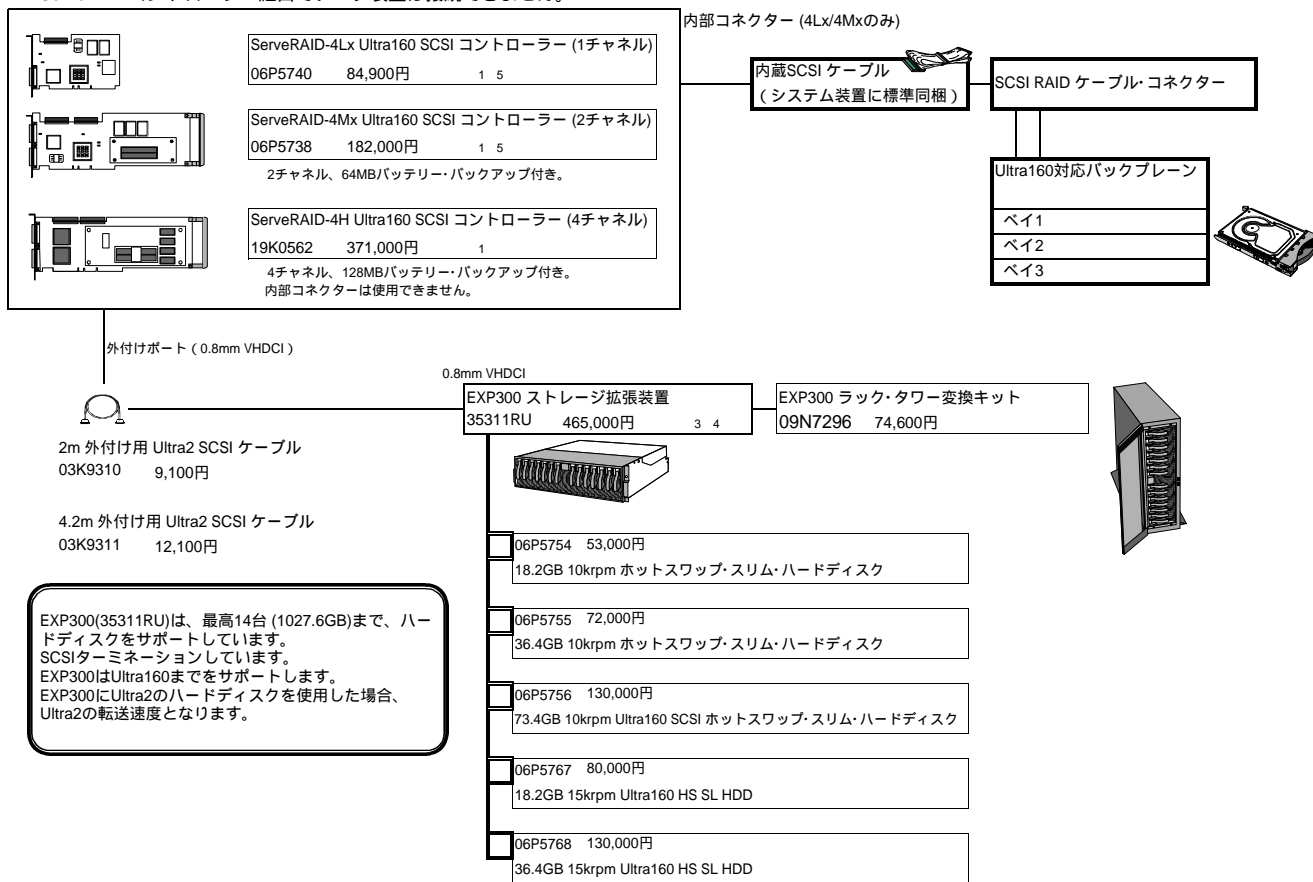 内部コネクター (4Lx/4Mxのみ)
ServeRAID-4Lx Ultra160 SCSI コントローラー (1チャネル)
06P5740 84,900円 1 5
ServeRAID-4Mx Ultra160 SCSI コントローラー (2チャネル)
06P5738 182,000円 1 5
2チャネル、64MBバッテリー・バックアップ付き。
ServeRAID-4H Ultra160 SCSI コントローラー (4チャネル)
19K0562 371,000円 1
4チャネル、128MBバッテリー・バックアップ付き。
内部コネクターは使用できません。
内蔵SCSI ケーブル
(システム装置に標準同梱)
SCSI RAID ケーブル・コネクター
Ultra160対応バックプレーン
ベイ1
ベイ2
ベイ3
外付けポート(0.8mm VHDCI)
2m 外付け用 Ultra2 SCSI ケーブル
03K9310 9,100円
4.2m 外付け用 Ultra2 SCSI ケーブル
03K9311 12,100円
0.8mm VHDCI
EXP300 ストレージ拡張装置
35311RU 465,000円 3 4
EXP300 ラック・タワー変換キット
09N7296 74,600円
EXP300(35311RU)は、最高14台 (1027.6GB)まで、ハー
ドディスクをサポートしています。
SCSIターミネーションしています。
EXP300はUltra160までをサポートします。
EXP300にUltra2のハードディスクを使用した場合、
Ultra2の転送速度となります。
06P5754 53,000円
18.2GB 10krpm ホットスワップ・スリム・ハードディスク
06P5755 72,000円
36.4GB 10krpm ホットスワップ・スリム・ハードディスク
06P5756 130,000円
73.4GB 10krpm Ultra160 SCSI ホットスワップ・スリム・ハードディスク
06P5767 80,000円
18.2GB 15krpm Ultra160 HS SL HDD
06P5768 130,000円
36.4GB 15krpm Ultra160 HS SL HDD